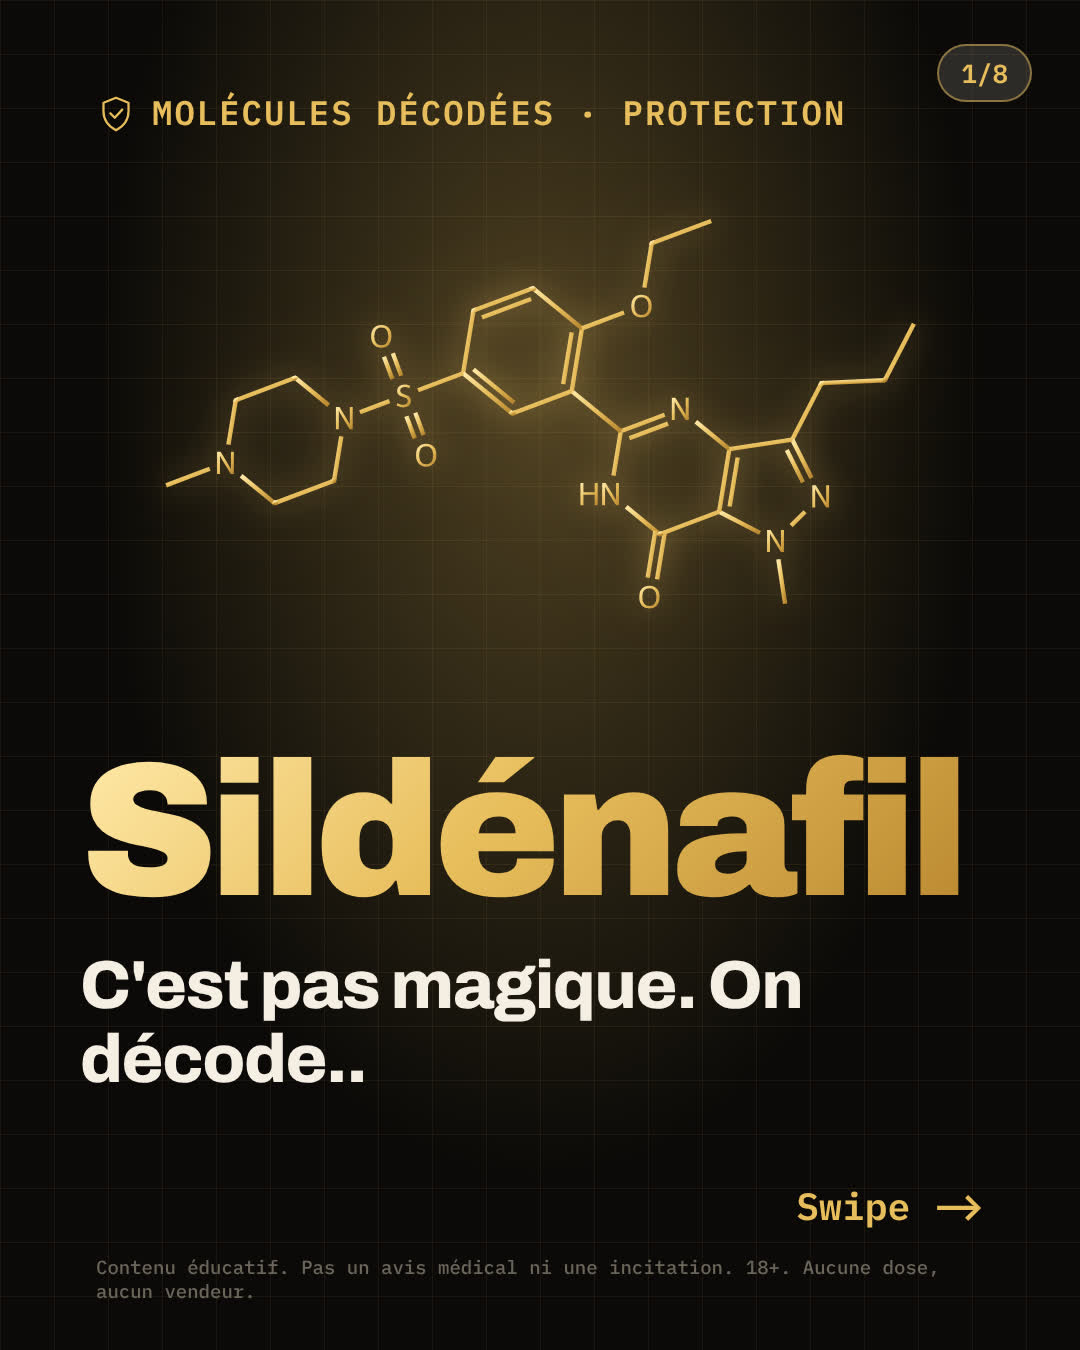 1/8
MOLÉCULES DÉCODÉES · PROTECTION
O
O
O
S
N
N
N
O
N
HN
N
N
O
Sildénafil
C'est pas magique. On
décode..
Swipe →
Contenu éducatif. Pas un avis médical ni une incitation. 18+. Aucune dose,
aucun vendeur.